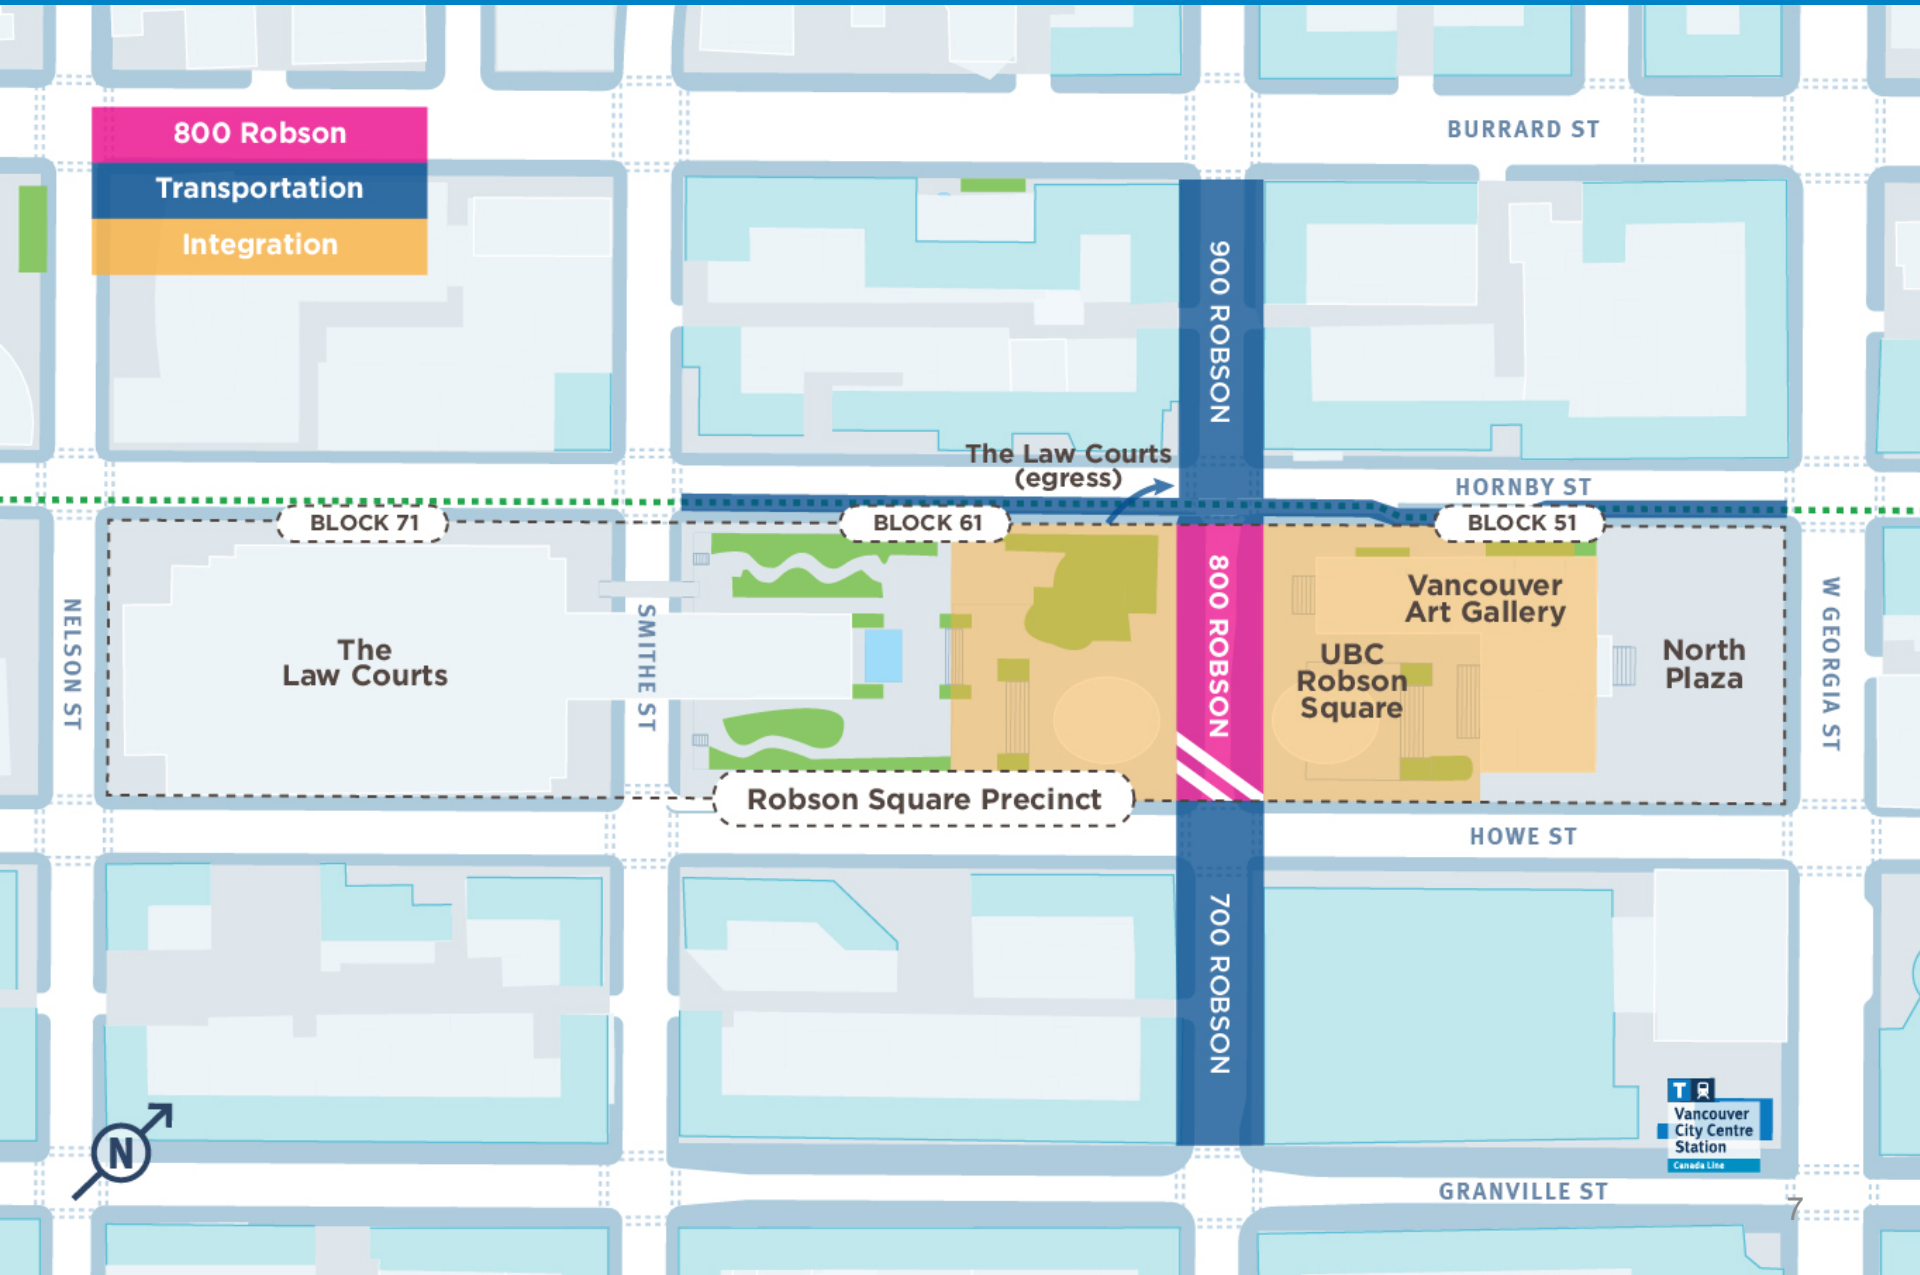 BURRARD ST
800 Robson
Transportation
Integration
900 ROBSON
The Law Courts
(egress)
HORNBY ST
BLOCK 71
BLOCK 61
BLOCK 51
NELSON ST
The
Law Courts
SMITHE ST
800 ROBSON
Vancouver
Art Gallery
UBC
Robson
Square
North
Plaza
W GEORGIA ST
Robson Square Precinct
HOWE ST
700 ROBSON
T
Vancouver
City Centre
Station
Canada Line
N
GRANVILLE ST
7